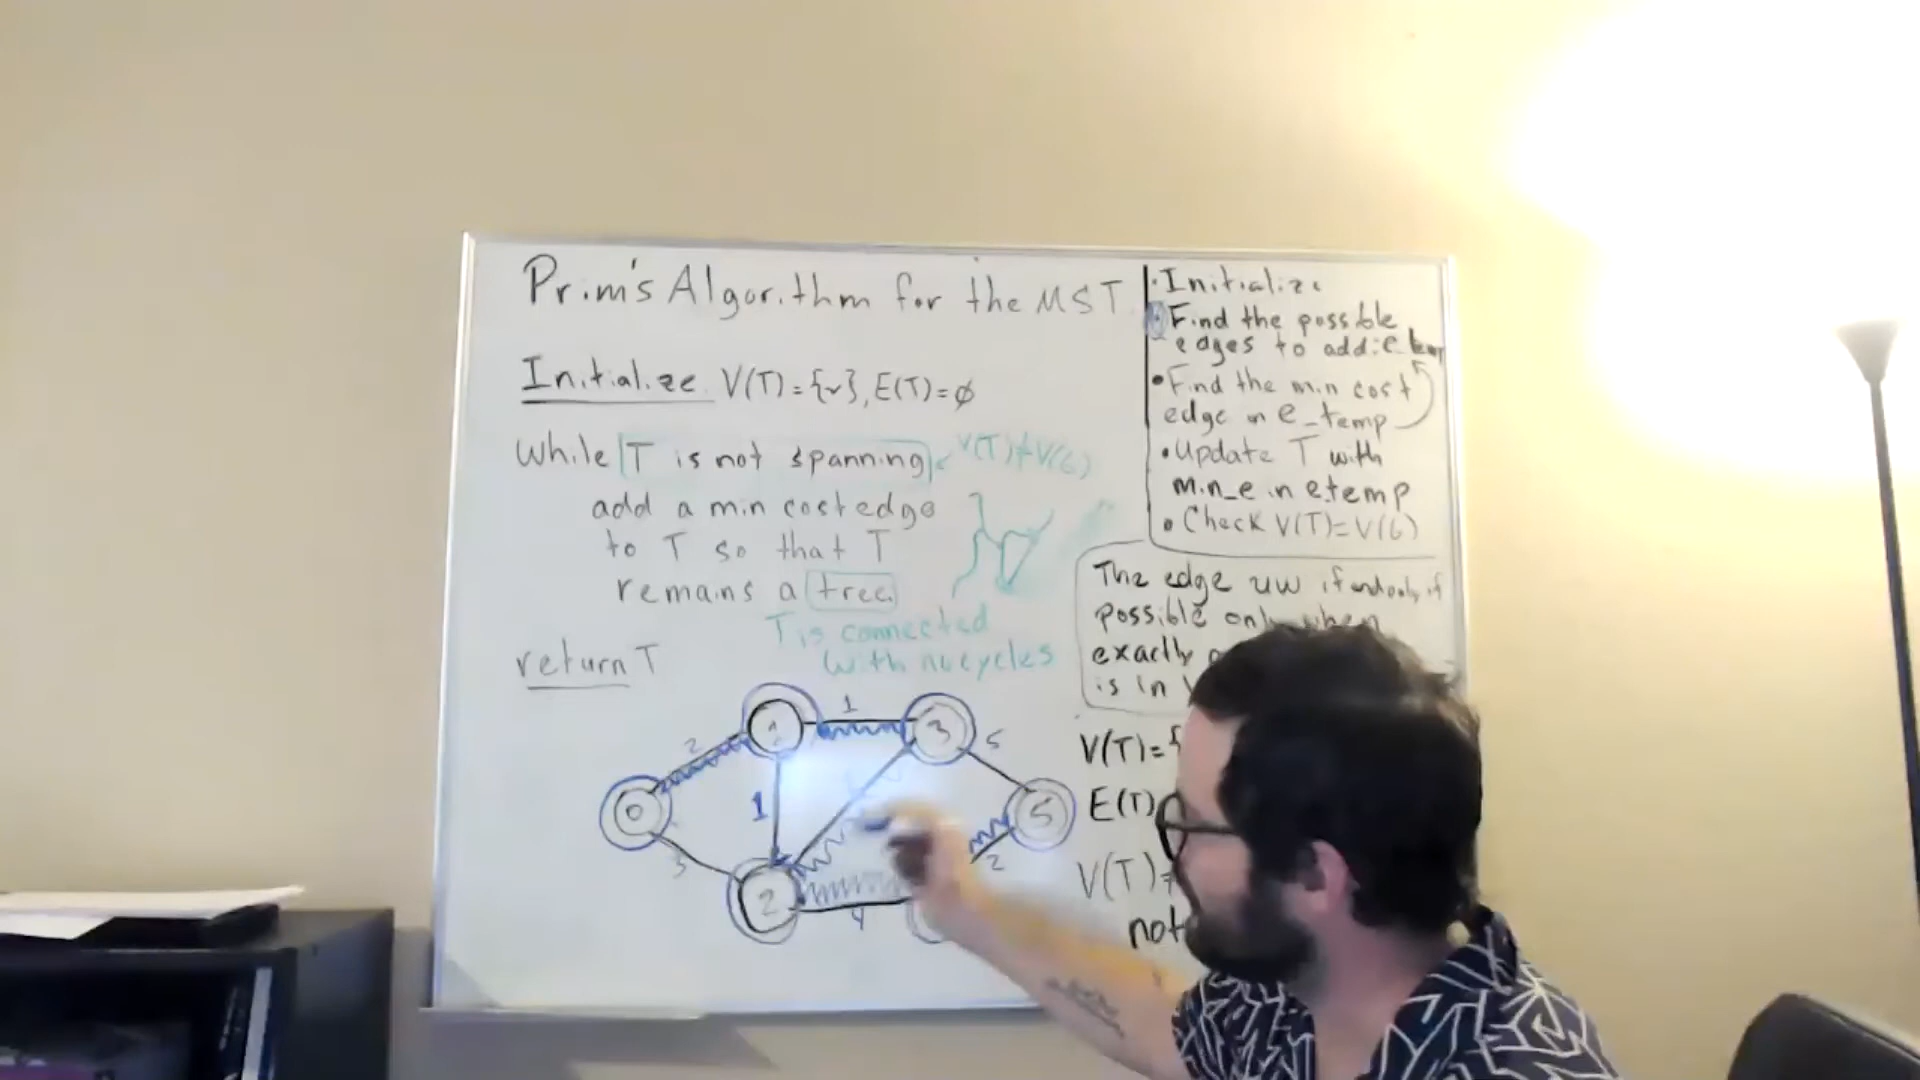 Prim's Algorithm for the MST
Initialize V(T)={v}, E(T)=∅
While T is not spanning V(T)≠V(G)
add a min cost edge
to T so that T
remains a tree.
T is connected
with no cycles
return T
• Initialize
• Find the possible
edges to add: e_temp
• Find the min cost
edge in e_temp
• Update T with
min_e in etemp
• Check V(T)=V(G)
The edge uw if and only if
possible only when
exactly
is in
V(T)={
E(T)
V(T)=
not
1
2
1
3
5
0
1
5
3
2
4
2